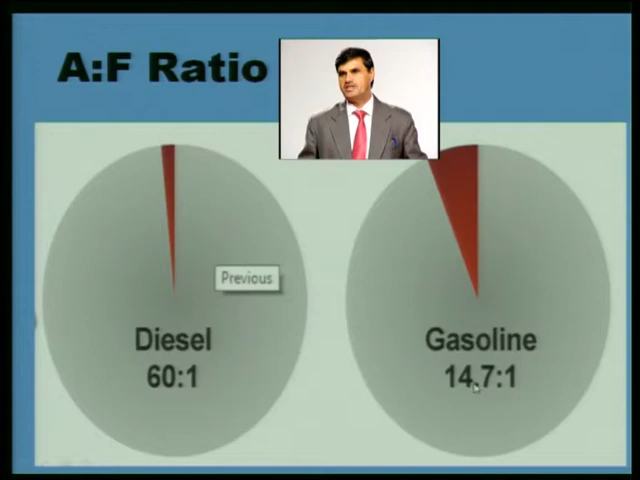 A:F Ratio
Previous
Diesel
60:1
Gasoline
14.7:1